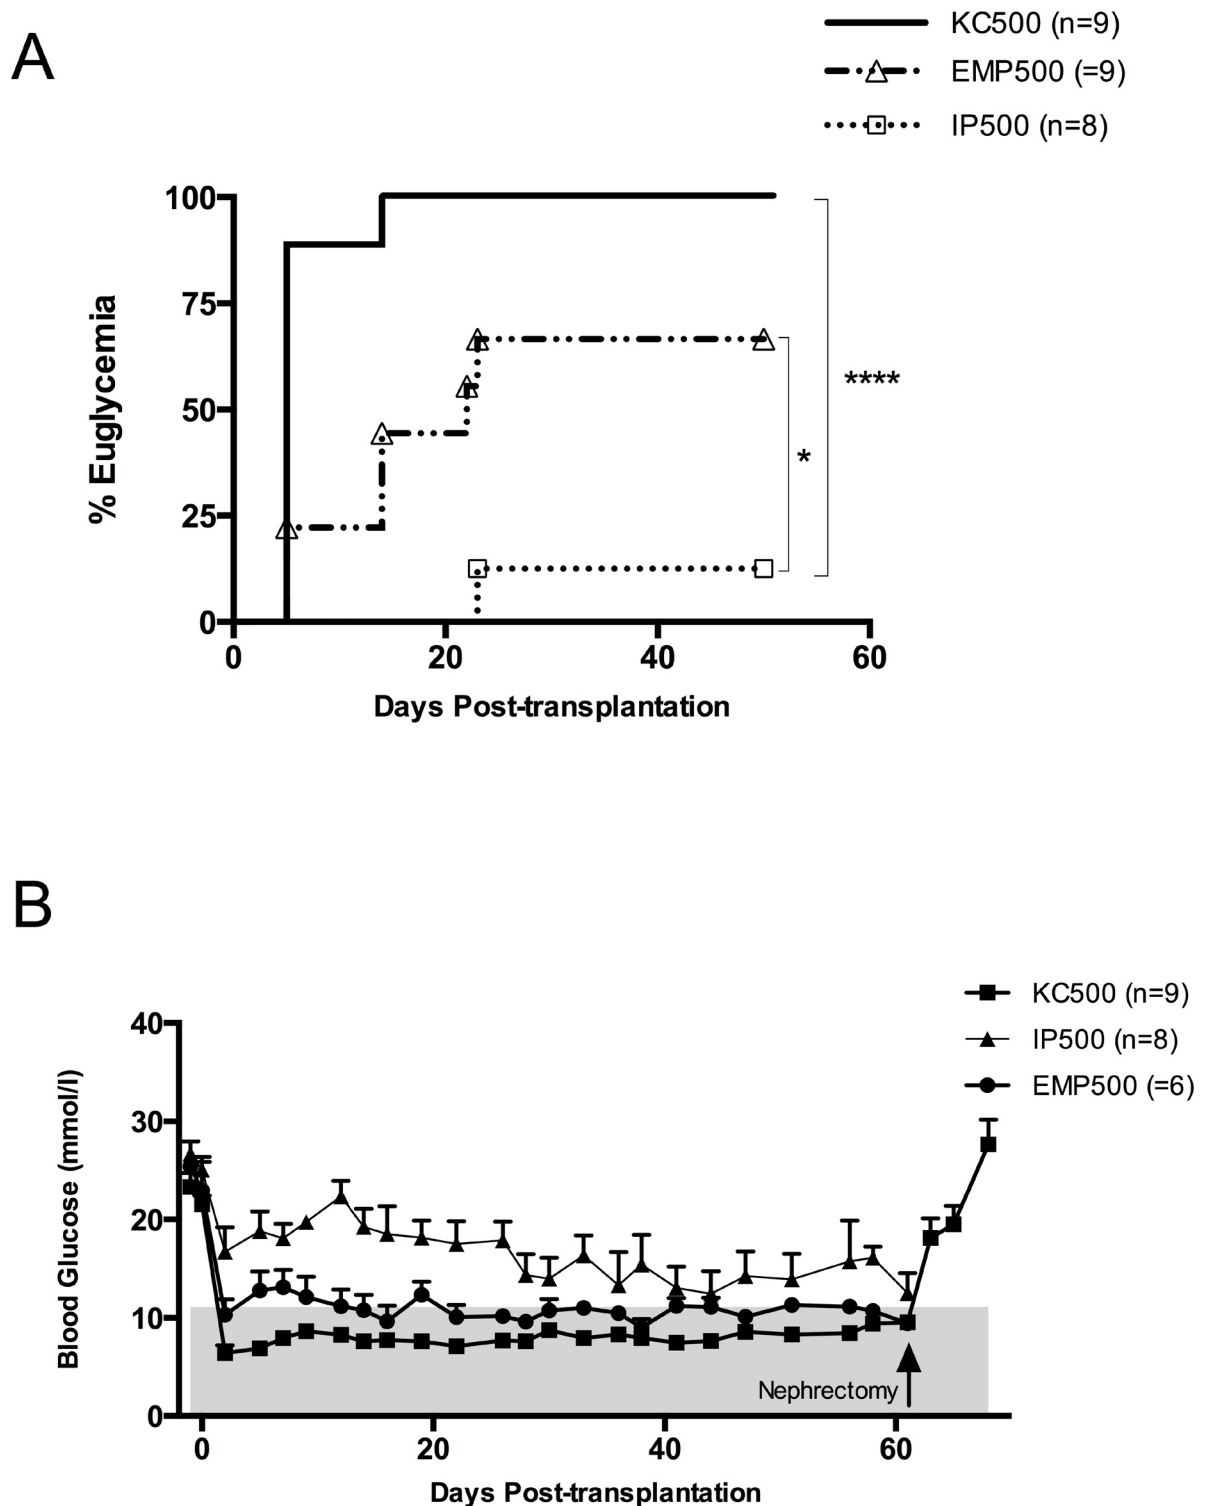 A
KC500 (n=9)
EMP500 (=9)
IP500 (n=8)
100
75
50
25
0
% Euglycemia
****
*
0 20 40 60
Days Post-transplantation
B
KC500 (n=9)
IP500 (n=8)
EMP500 (=6)
40
30
20
10
0
Blood Glucose (mmol/l)
Nephrectomy
0 20 40 60
Days Post-transplantation